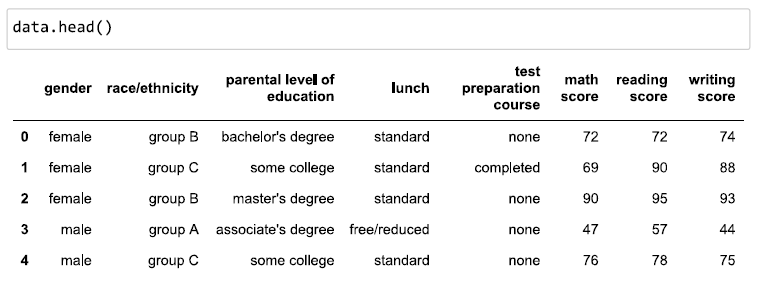 data.head()
gender race/ethnicity parental level of education lunch test preparation course math score reading score writing score
0 female group B bachelor's degree standard none 72 72 74
1 female group C some college standard completed 69 90 88
2 female group B master's degree standard none 90 95 93
3 male group A associate's degree free/reduced none 47 57 44
4 male group C some college standard none 76 78 75